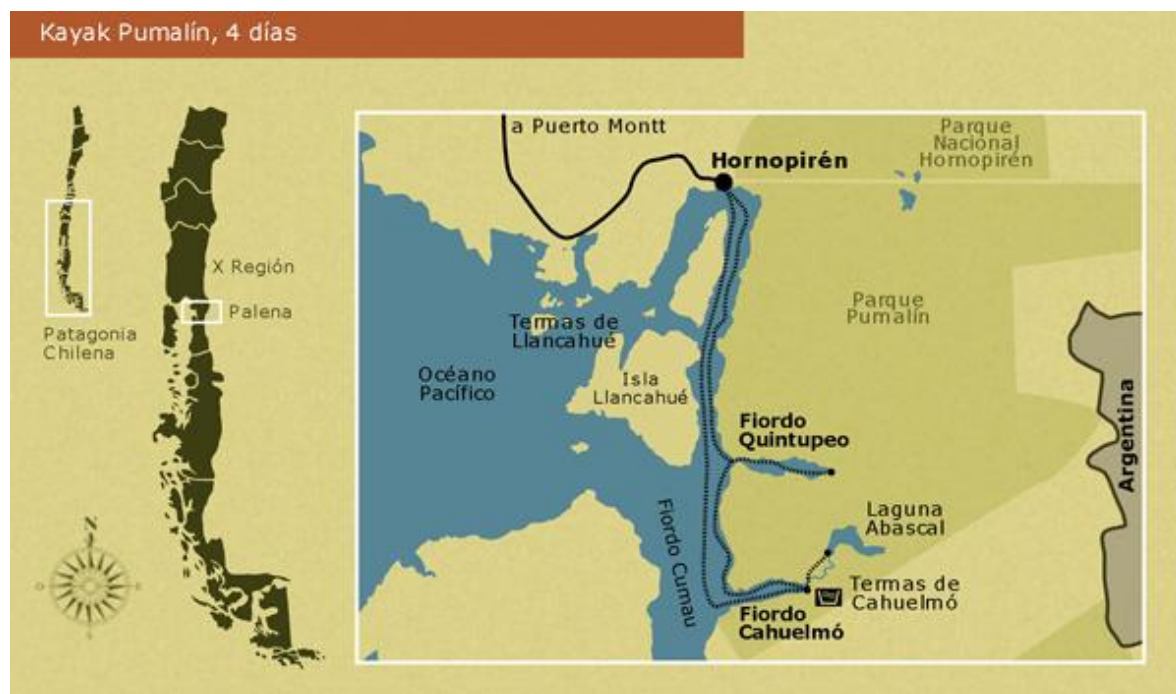 Kayak Pumalín, 4 días
a Puerto Montt
Parque
Nacional
Hornopirén
Hornopirén
X Región
Palena
Patagonia
Chilena
Termas de
Llancahué
Océano
Pacífico
Isla
Llancahué
Parque
Pumalín
Fiordo
Quintupeo
Argentina
Laguna
Abascal
Fiordo Cumau
Termas de
Cahuelmó
Fiordo
Cahuelmó
N